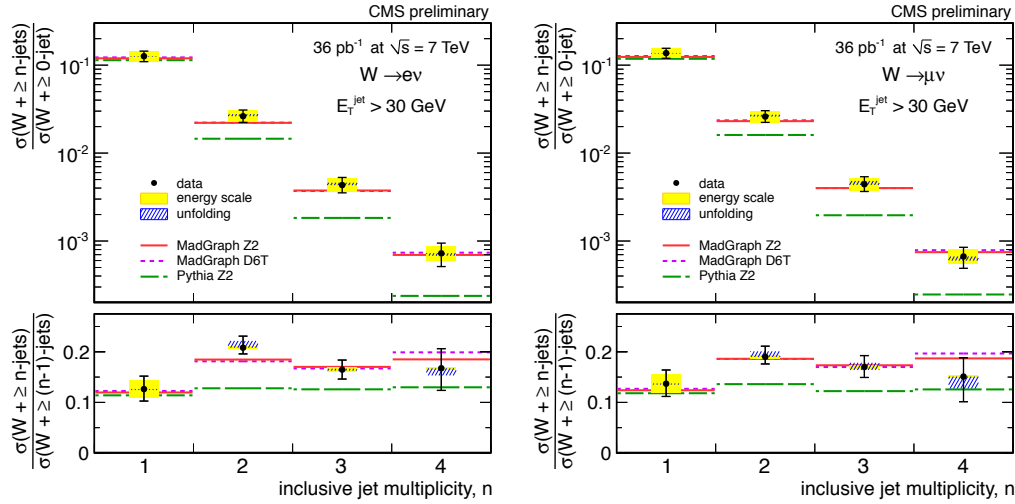 CMS preliminary
36 pb⁻¹ at √s = 7 TeV
W → eν
E_T^jet > 30 GeV
σ(W + ≥ n-jets)
σ(W + ≥ 0-jet)
10⁻¹
10⁻²
10⁻³
data
energy scale
unfolding
MadGraph Z2
MadGraph D6T
Pythia Z2
σ(W + ≥ n-jets)
σ(W + ≥ (n-1)-jets)
0.2
0.1
0
1 2 3 4
inclusive jet multiplicity, n
CMS preliminary
36 pb⁻¹ at √s = 7 TeV
W → μν
E_T^jet > 30 GeV
σ(W + ≥ n-jets)
σ(W + ≥ 0-jet)
10⁻¹
10⁻²
10⁻³
data
energy scale
unfolding
MadGraph Z2
MadGraph D6T
Pythia Z2
σ(W + ≥ n-jets)
σ(W + ≥ (n-1)-jets)
0.2
0.1
0
1 2 3 4
inclusive jet multiplicity, n